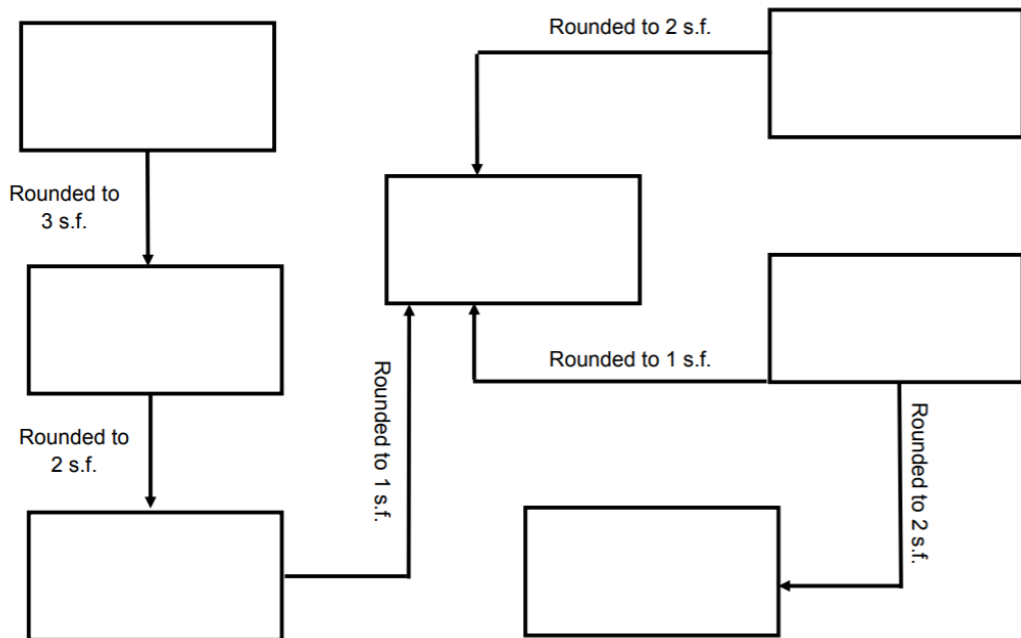 Rounded to 2 s.f.
Rounded to
3 s.f.
Rounded to 1 s.f.
Rounded to 1 s.f.
Rounded to 2 s.f.
Rounded to
2 s.f.